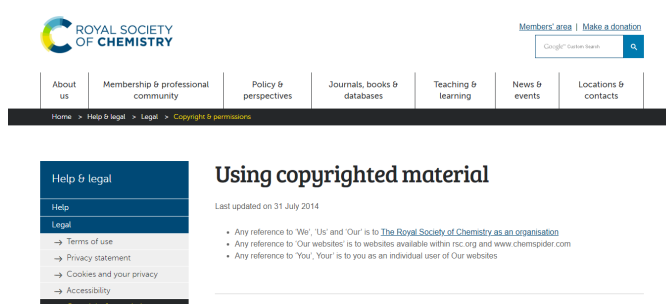 ROYAL SOCIETY
OF CHEMISTRY
Members' area | Make a donation
Google™ Custom Search
About
us
Membership & professional
community
Policy &
perspectives
Journals, books &
databases
Teaching &
learning
News &
events
Locations &
contacts
Home > Help & legal > Legal > Copyright & permissions
Help & legal
Help
Legal
→ Terms of use
→ Privacy statement
→ Cookies and your privacy
→ Accessibility
Using copyrighted material
Last updated on 31 July 2014
• Any reference to 'We', 'Us' and 'Our' is to The Royal Society of Chemistry as an organisation
• Any reference to 'Our websites' is to websites available within rsc.org and www.chemspider.com
• Any reference to 'You', 'Your' is to you as an individual user of Our websites